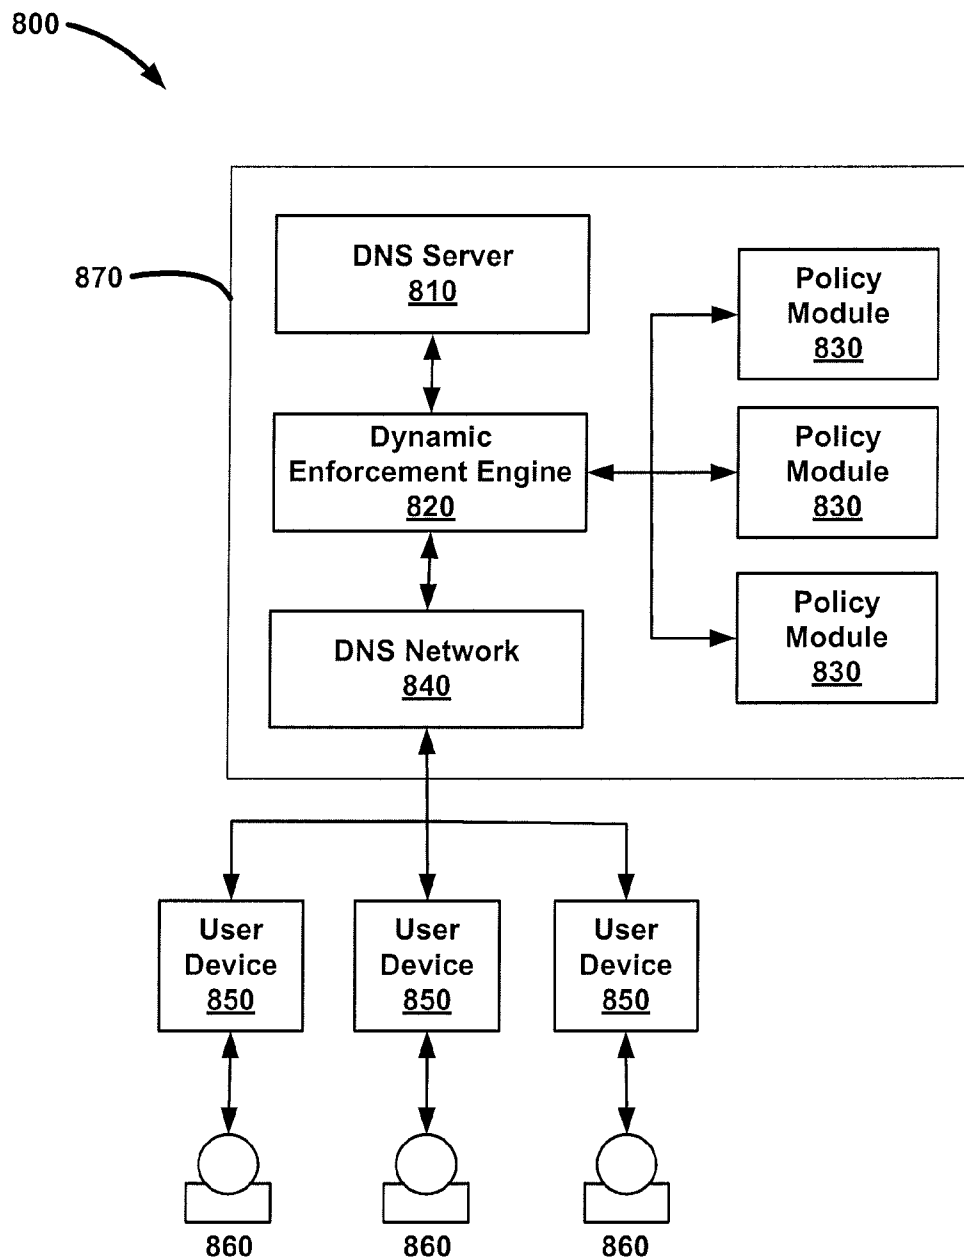 800
870
DNS Server
810
Policy
Module
830
Dynamic
Enforcement Engine
820
Policy
Module
830
DNS Network
840
Policy
Module
830
User
Device
850
User
Device
850
User
Device
850
860
860
860